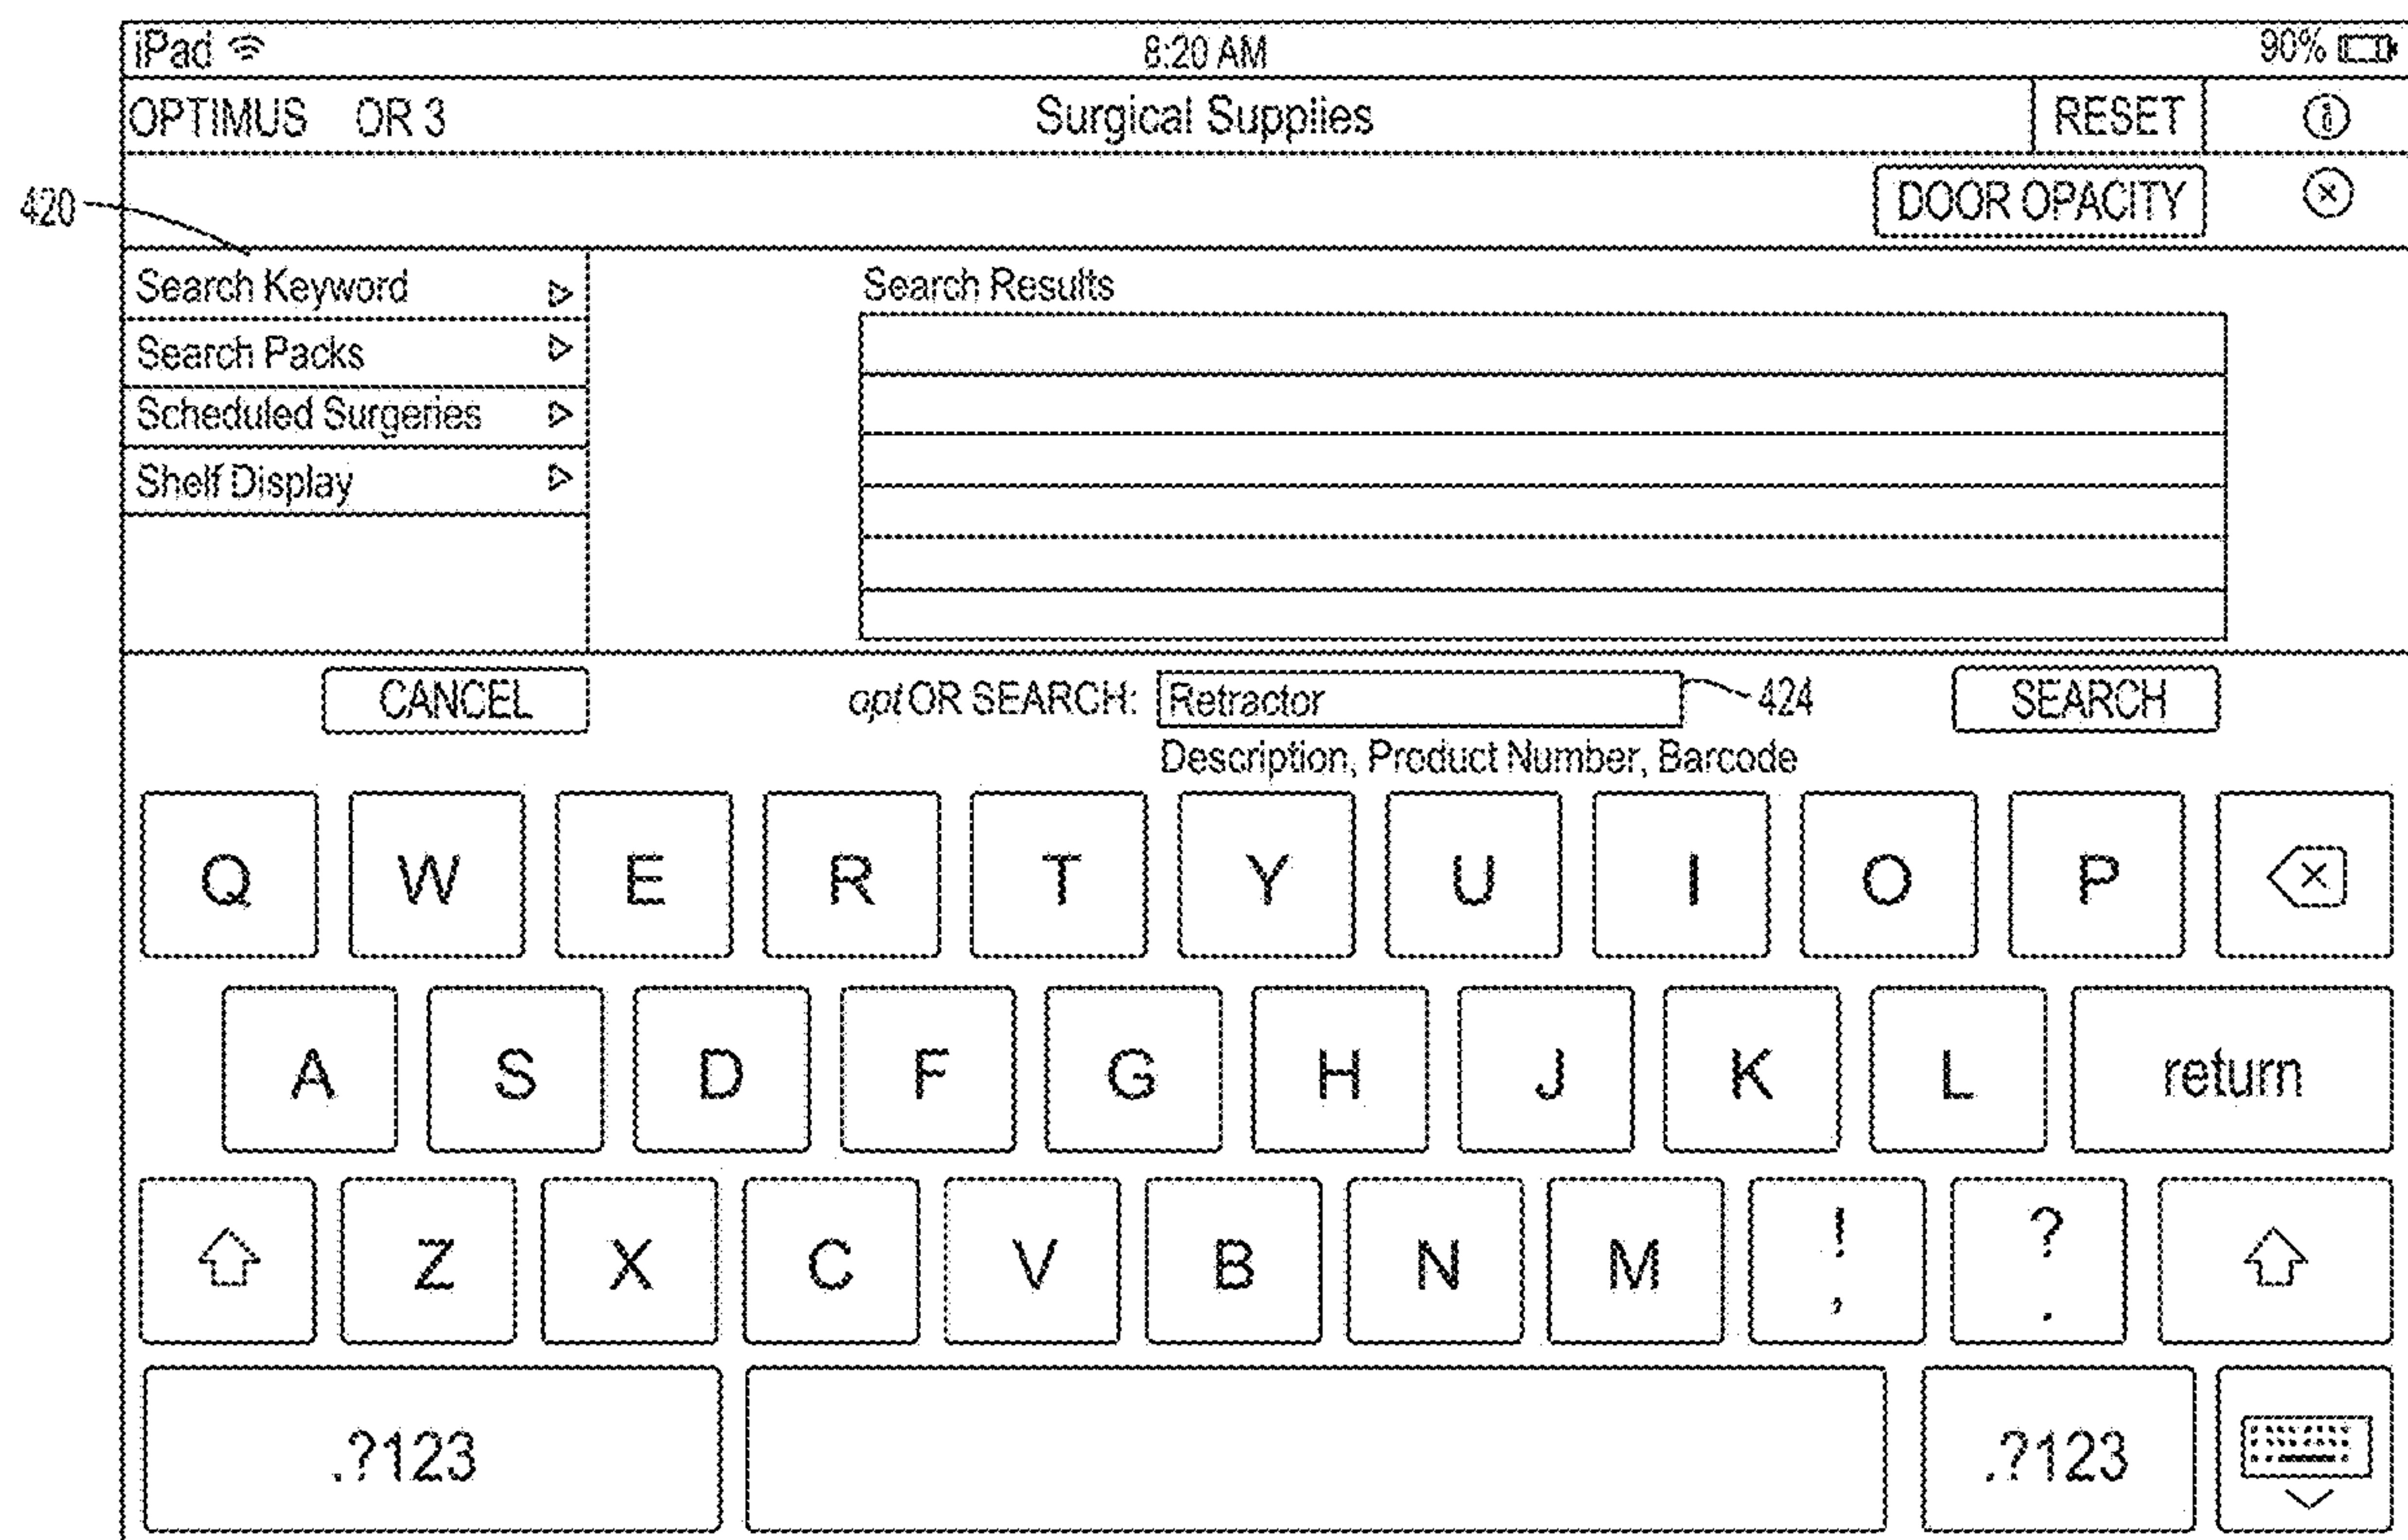 iPad 8:20 AM 90%
OPTIMUS OR 3 Surgical Supplies RESET i
DOOR OPACITY
420
Search Keyword Search Results
Search Packs
Scheduled Surgeries
Shelf Display
CANCEL optOR SEARCH: Retractor 424 SEARCH
Description, Product Number, Barcode
Q W E R T Y U I O P
A S D F G H J K L return
Z X C V B N M ! , ? .
.?123 .?123